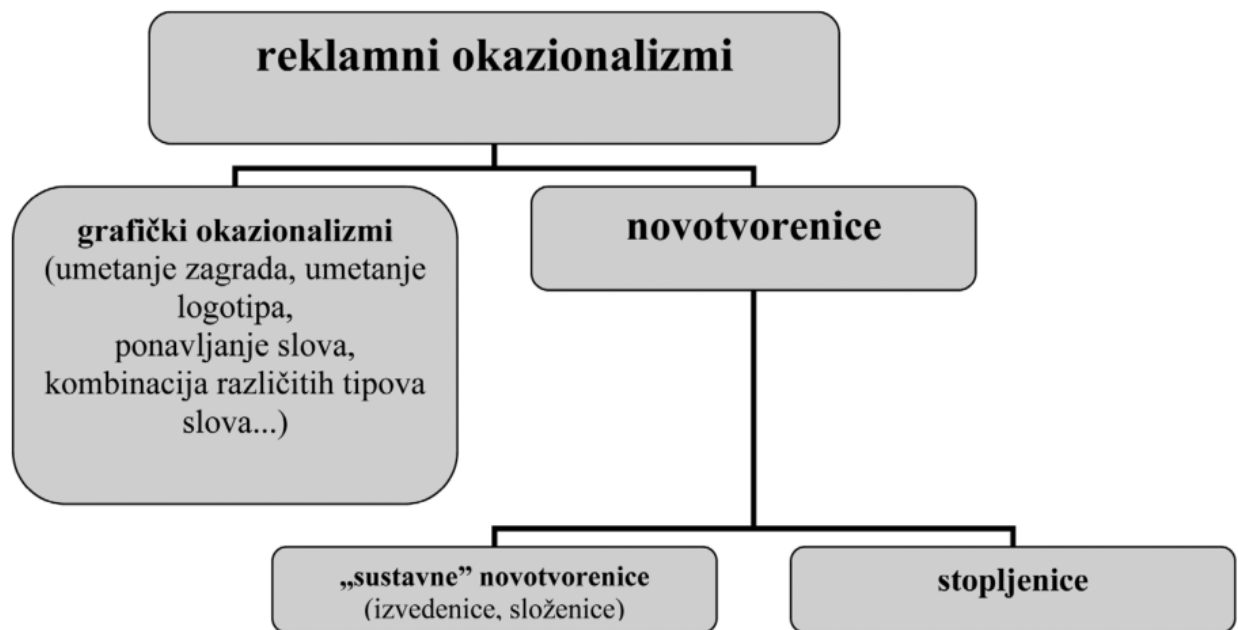 reklamni okazionalizmi
grafički okazionalizmi
(umetanje zagrada, umetanje
logotipa,
ponavljanje slova,
kombinacija različitih tipova
slova...)
novotvorenice
„sustavne” novotvorenice
(izvedenice, složenice)
stopljenice